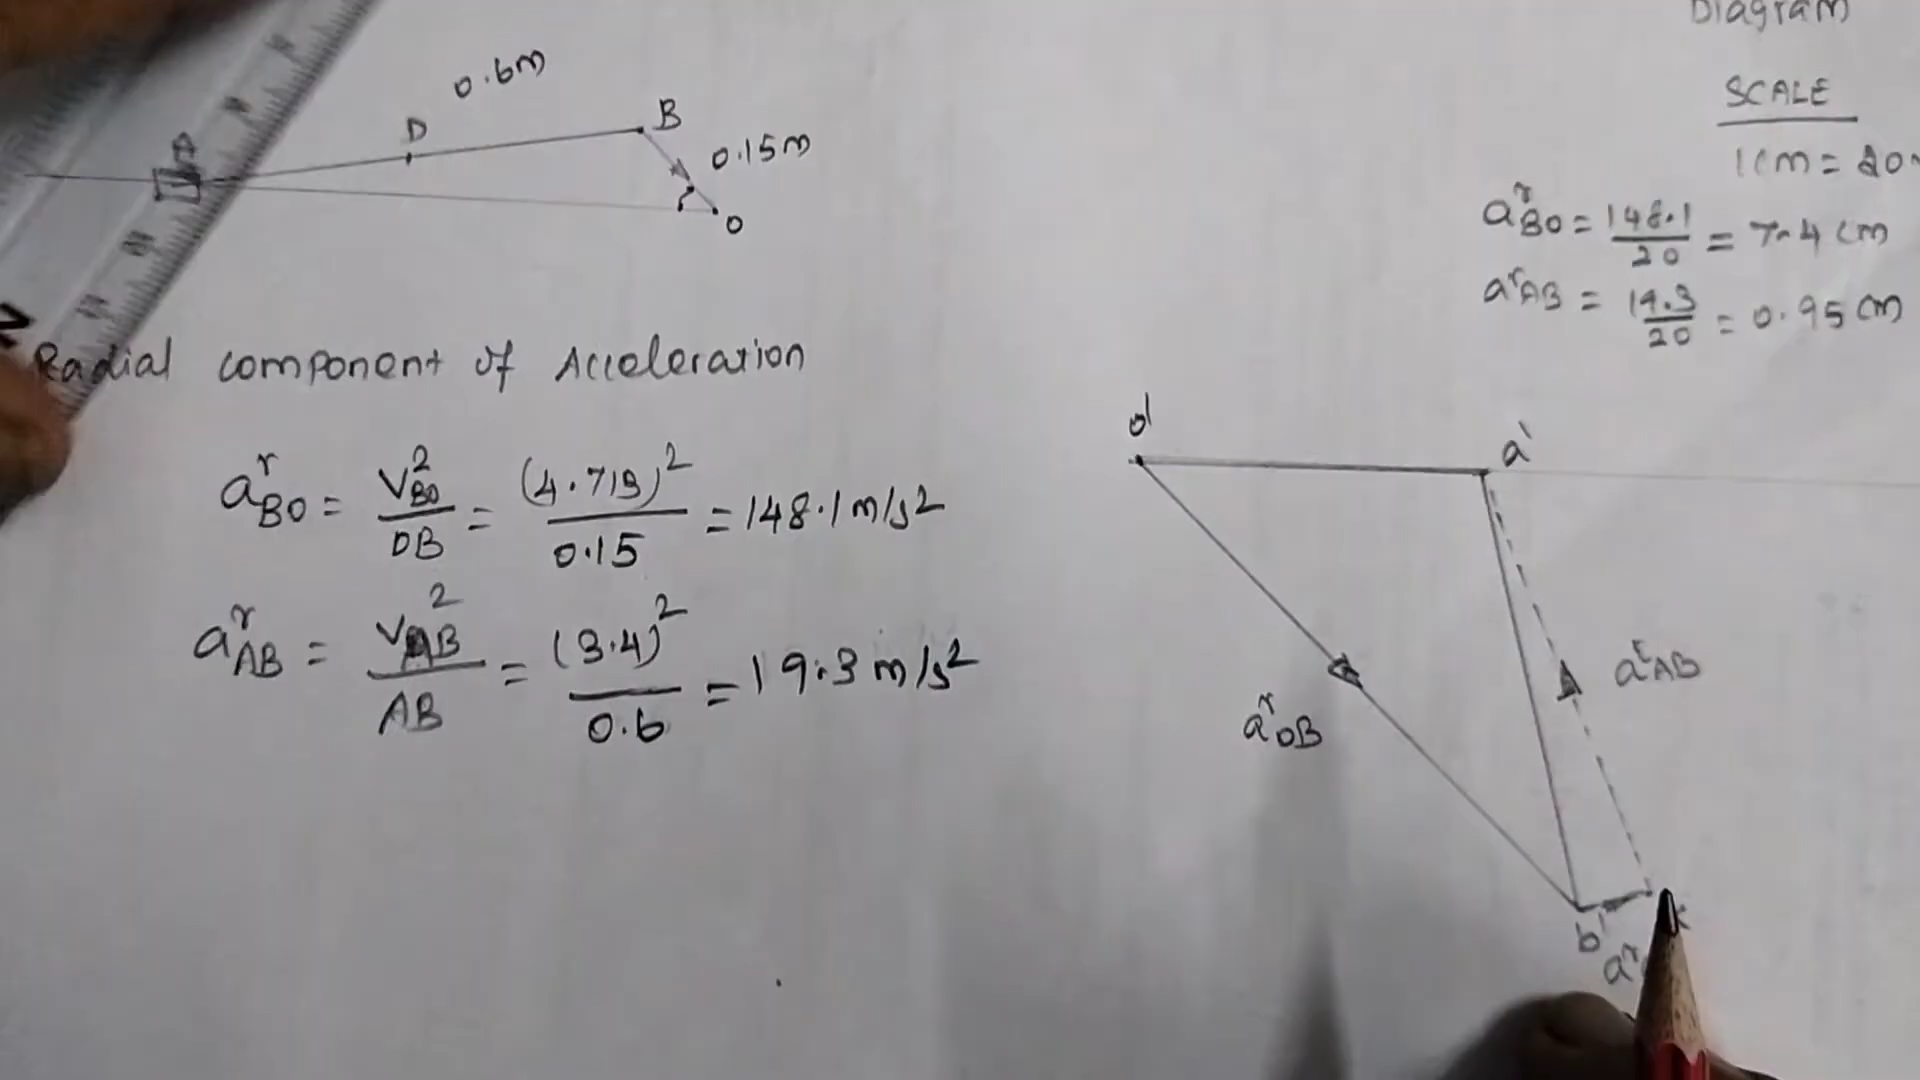 Diagram
SCALE
1cm = 20
0.6m
A
D
B
0.15m
O
a^r_BO = 148.1/20 = 7.4 cm
a^r_AB = 19.3/20 = 0.95 cm
Radial component of Acceleration
a^r_BO = V²_BO/OB = (4.713)²/0.15 = 148.1 m/s²
a^r_AB = V²_AB/AB = (3.4)²/0.6 = 19.3 m/s²
o'
a'
a^t_AB
a^r_OB
b'
a^r